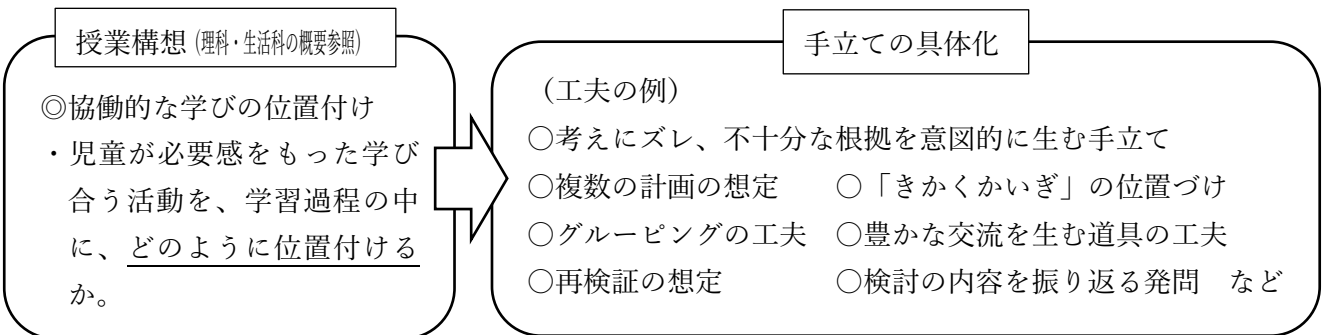 授業構想 (理科・生活科の概要参照)
◎協働的な学びの位置付け
・児童が必要感をもった学び
合う活動を、学習過程の中
に、どのように位置付ける
か。
手立ての具体化
（工夫の例）
○考えにズレ、不十分な根拠を意図的に生む手立て
○複数の計画の想定　○「きかくかいぎ」の位置づけ
○グルーピングの工夫　○豊かな交流を生む道具の工夫
○再検証の想定　○検討の内容を振り返る発問　など